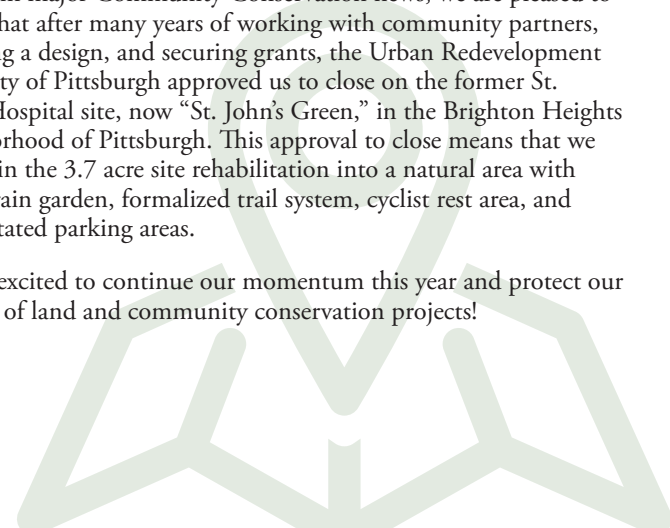 major Community Conservation news, we are pleased to
hat after many years of working with community partners,
g a design, and securing grants, the Urban Redevelopment
ty of Pittsburgh approved us to close on the former St.
Hospital site, now “St. John’s Green,” in the Brighton Heights
orhood of Pittsburgh. This approval to close means that we
in the 3.7 acre site rehabilitation into a natural area with
ain garden, formalized trail system, cyclist rest area, and
tated parking areas.
excited to continue our momentum this year and protect our
of land and community conservation projects!